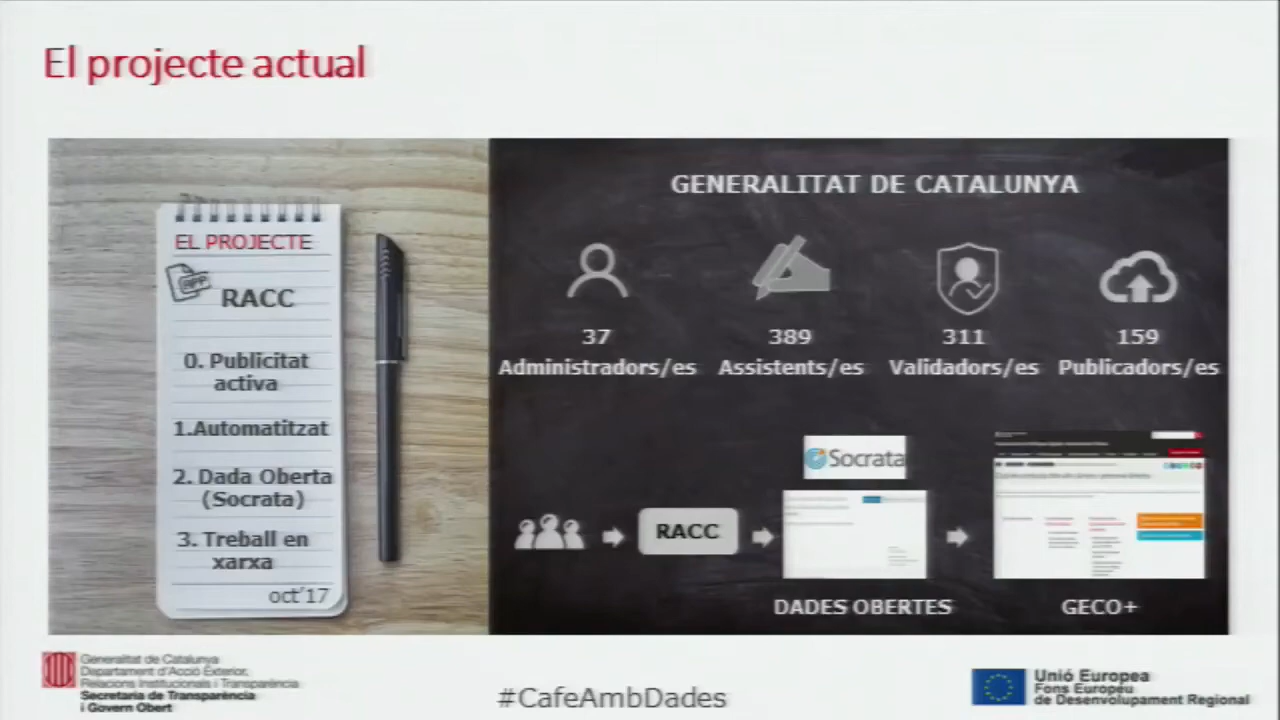 El projecte actual
EL PROJECTE
APP
RACC
0. Publicitat
activa
1.Automatitzat
2. Dada Oberta
(Socrata)
3. Treball en
xarxa
oct'17
GENERALITAT DE CATALUNYA
37
Administradors/es
389
Assistents/es
311
Validadors/es
159
Publicadors/es
RACC
Socrata
DADES OBERTES
GECO+
Generalitat de Catalunya
Departament d'Acció Exterior,
Relacions Institucionals i Transparència
Secretaria de Transparència
i Govern Obert
#CafeAmbDades
Unió Europea
Fons Europeu
de Desenvolupament Regional